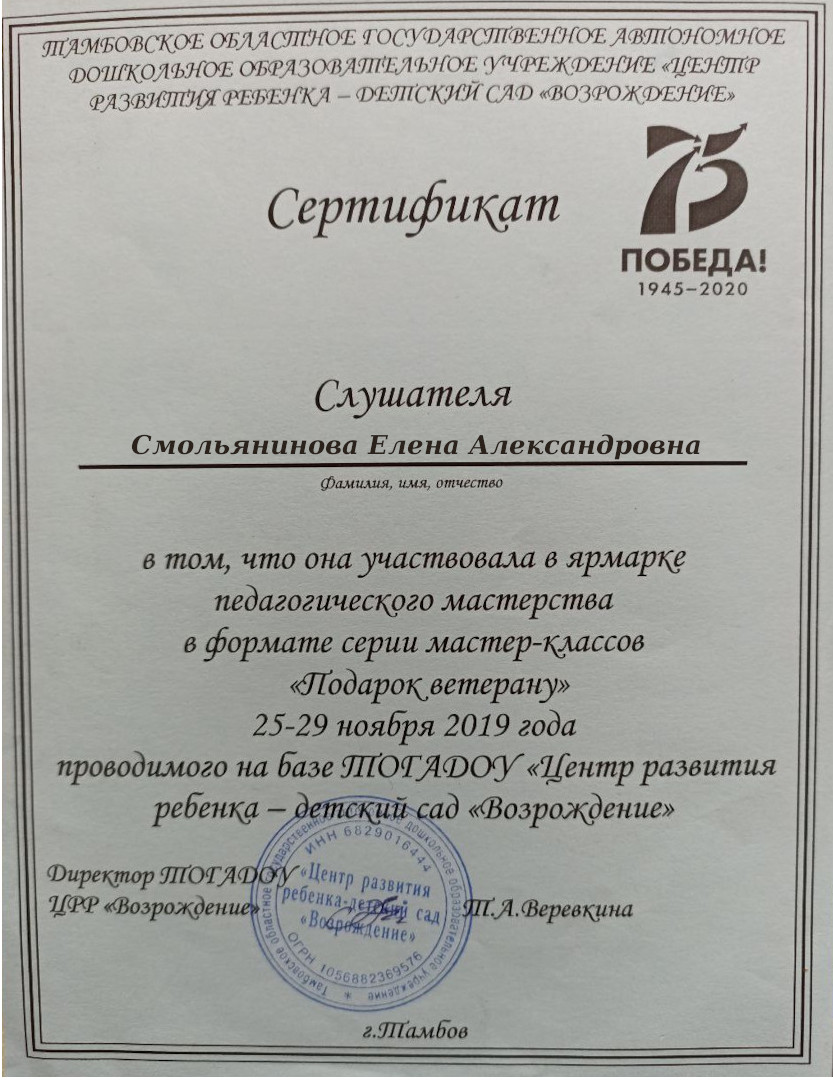 ТАМБОВСКОЕ ОБЛАСТНОЕ ГОСУДАРСТВЕННОЕ АВТОНОМНОЕ
ДОШКОЛЬНОЕ ОБРАЗОВАТЕЛЬНОЕ УЧРЕЖДЕНИЕ «ЦЕНТР
РАЗВИТИЯ РЕБЕНКА – ДЕТСКИЙ САД «ВОЗРОЖДЕНИЕ»
75
ПОБЕДА!
1945–2020
Сертификат
Слушателя
Смольянинова Елена Александровна
Фамилия, имя, отчество
в том, что она участвовала в ярмарке
педагогического мастерства
в формате серии мастер-классов
«Подарок ветерану»
25-29 ноября 2019 года
проводимого на базе ТОГАДОУ «Центр развития
ребенка – детский сад «Возрождение»
Директор ТОГАДОУ
ЦРР «Возрождение»
Т.А.Веревкина
Тамбовское областное государственное дошкольное образовательное учреждение
ИНН 6829016444
«Центр развития
ребенка-детский сад
«Возрождение»
ОГРН 1056882369576
г.Тамбов